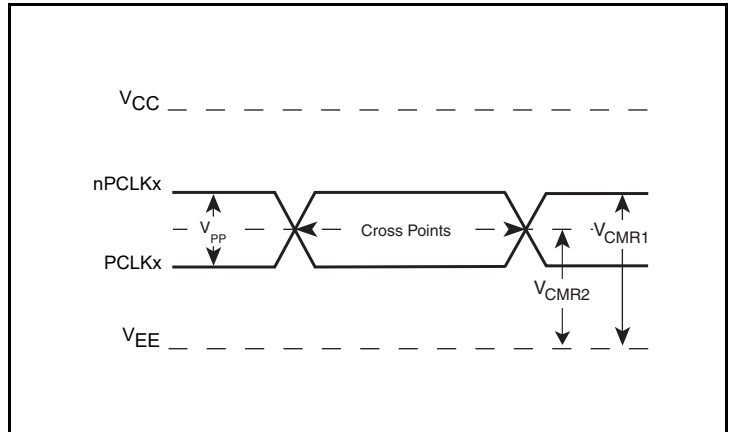 VCC
nPCLKx
VPP
Cross Points
VCMR1
PCLKx
VCMR2
VEE